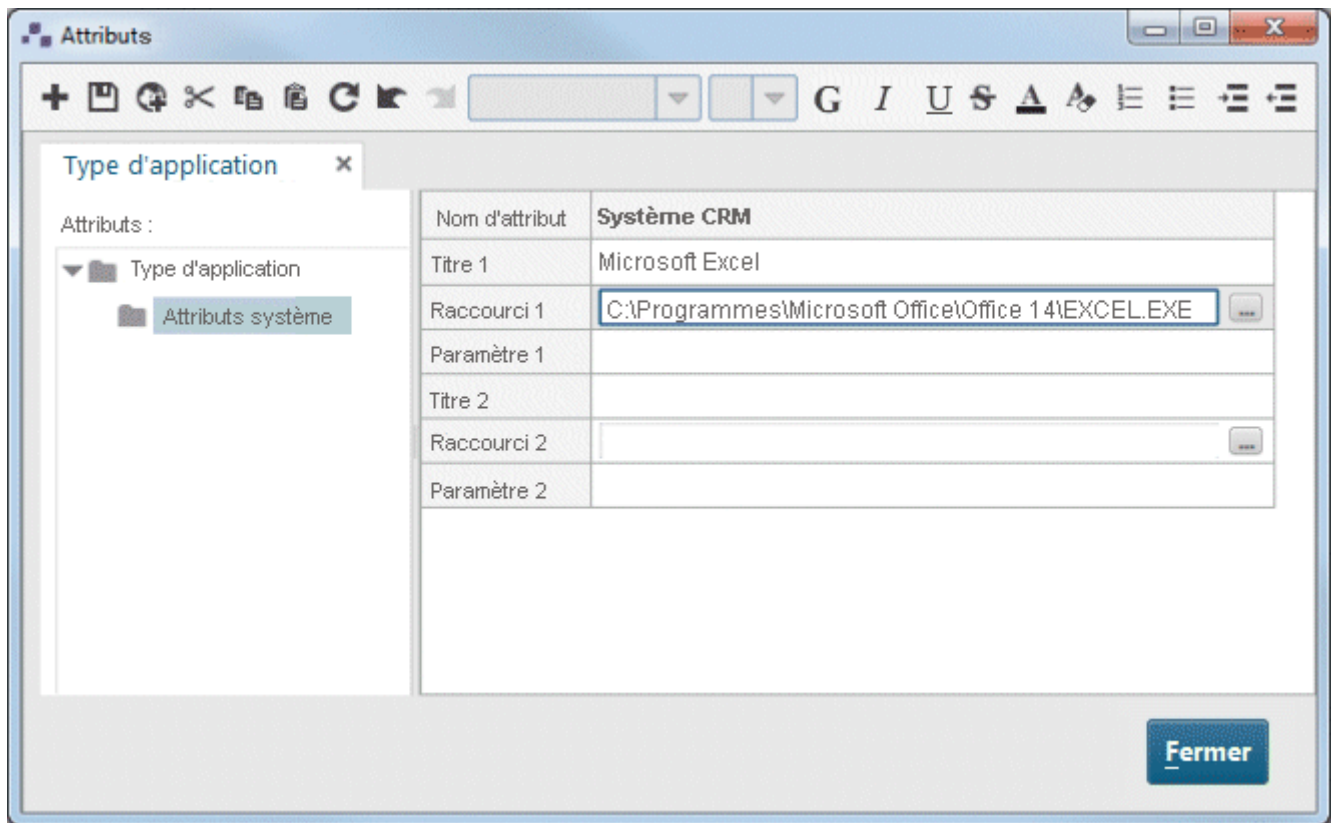 Attributs
G I U S A
Type d'application
Attributs :
Type d'application
Attributs système
Nom d'attribut Système CRM
Titre 1 Microsoft Excel
Raccourci 1 C:\Programmes\Microsoft Office\Office 14\EXCEL.EXE ...
Paramètre 1
Titre 2
Raccourci 2 ...
Paramètre 2
Fermer